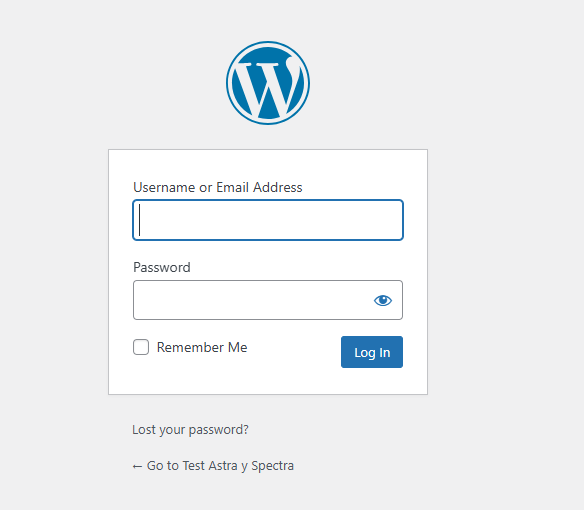 Username or Email Address
Password
Remember Me
Log In
Lost your password?
← Go to Test Astra y Spectra